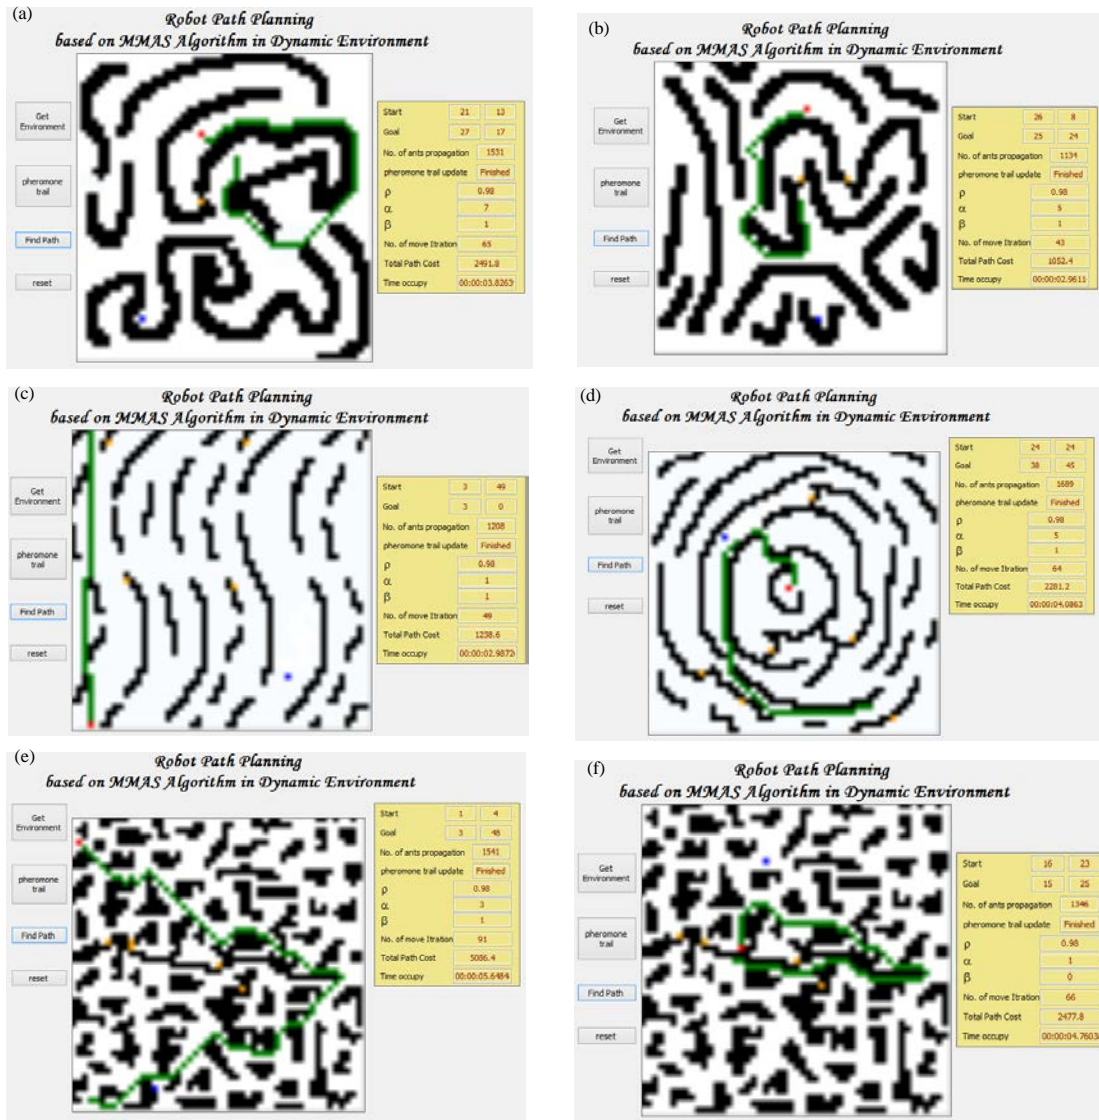 (a)
Robot Path Planning
based on MMAS Algorithm in Dynamic Environment
Get
Environment
pheromone
trail
Find Path
reset
Start 21 13
Goal 27 17
No. of ants propagation 1531
pheromone trail update Finished
ρ 0.98
α 7
β 1
No. of move Itration 65
Total Path Cost 2491.8
Time occupy 00:00:03.8263
(b)
Robot Path Planning
based on MMAS Algorithm in Dynamic Environment
Get
Environment
pheromone
trail
Find Path
reset
Start 26 8
Goal 25 24
No. of ants propagation 1134
pheromone trail update Finished
ρ 0.98
α 5
β 1
No. of move Itration 43
Total Path Cost 1052.4
Time occupy 00:00:02.9611
(c)
Robot Path Planning
based on MMAS Algorithm in Dynamic Environment
Get
Environment
pheromone
trail
Find Path
reset
Start 3 49
Goal 3 0
No. of ants propagation 1208
pheromone trail update Finished
ρ 0.98
α 1
β 1
No. of move Itration 49
Total Path Cost 1238.6
Time occupy 00:00:02.9872
(d)
Robot Path Planning
based on MMAS Algorithm in Dynamic Environment
Get
Environment
pheromone
trail
Find Path
reset
Start 24 24
Goal 38 45
No. of ants propagation 1689
pheromone trail update Finished
ρ 0.98
α 5
β 1
No. of move Itration 64
Total Path Cost 2281.2
Time occupy 00:00:04.0863
(e)
Robot Path Planning
based on MMAS Algorithm in Dynamic Environment
Get
Environment
pheromone
trail
Find Path
reset
Start 1 4
Goal 3 48
No. of ants propagation 1541
pheromone trail update Finished
ρ 0.98
α 3
β 1
No. of move Itration 91
Total Path Cost 5086.4
Time occupy 00:00:05.6484
(f)
Robot Path Planning
based on MMAS Algorithm in Dynamic Environment
Get
Environment
pheromone
trail
Find Path
reset
Start 16 23
Goal 15 25
No. of ants propagation 1346
pheromone trail update Finished
ρ 0.98
α 1
β 0
No. of move Itration 66
Total Path Cost 2477.8
Time occupy 00:00:04.7603